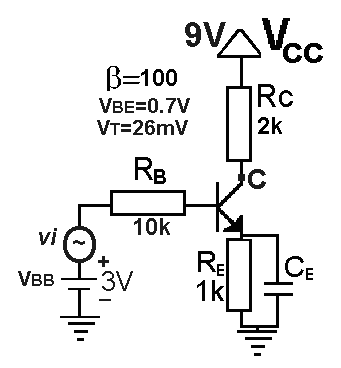 9V VCC
β=100
VBE=0.7V
VT=26mV
RC
2k
C
RB
10k
vi
~
+
VBB 3V
−
RE
1k
CE